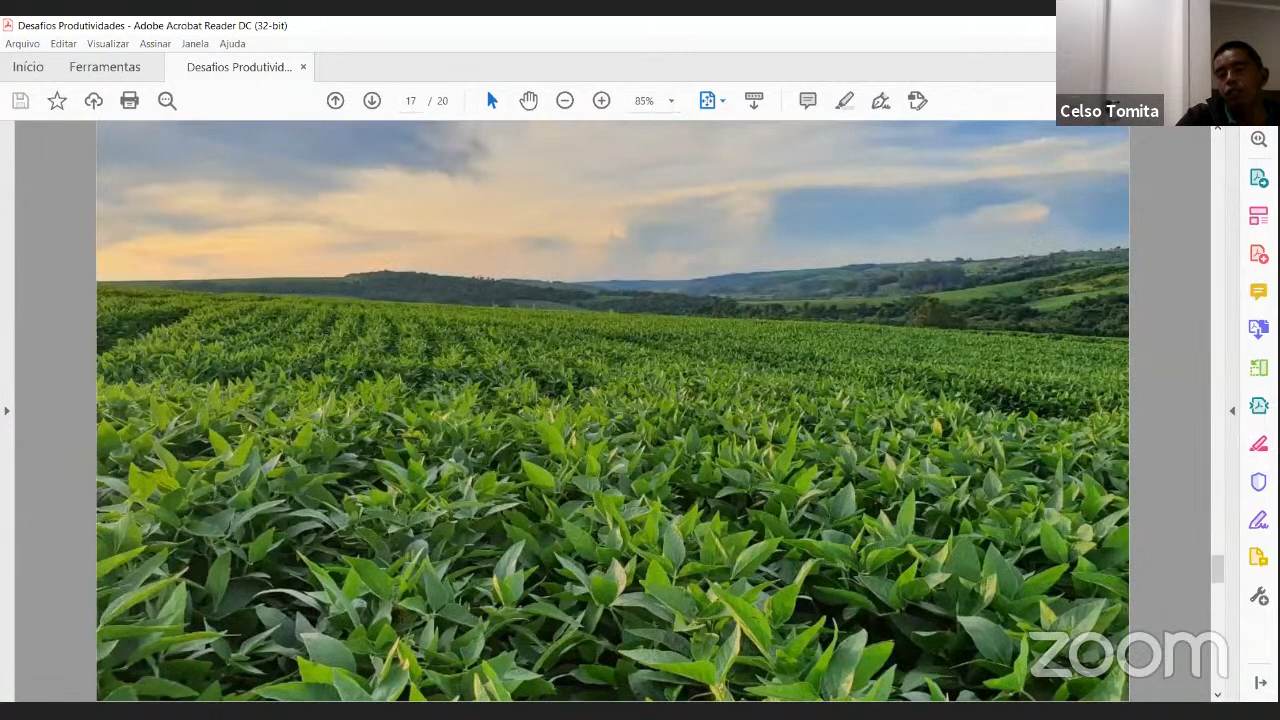 Desafios Produtividades - Adobe Acrobat Reader DC (32-bit)
Arquivo Editar Visualizar Assinar Janela Ajuda
Início Ferramentas Desafios Produtivid... ×
17 / 20 85%
Celso Tomita
zoom